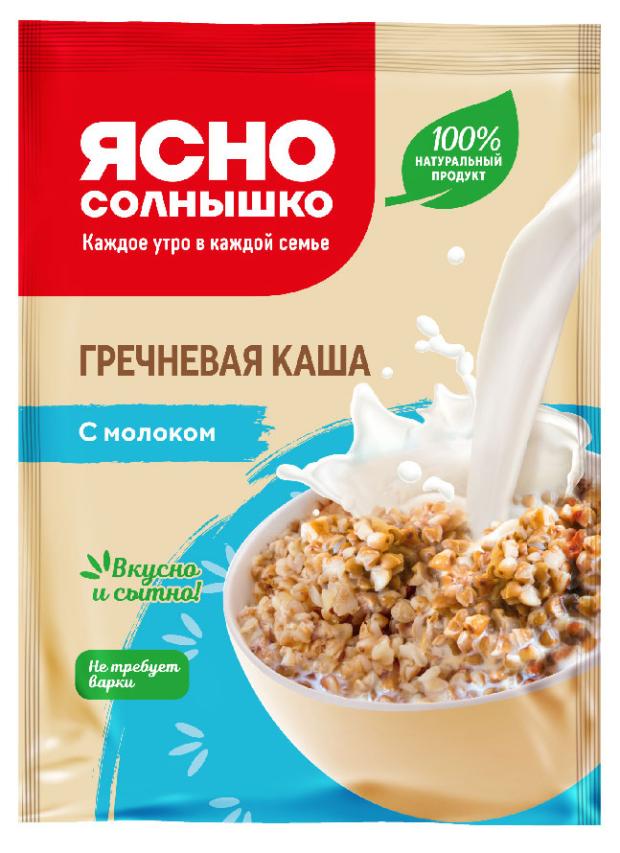 ЯСНО
СОЛНЫШКО
Каждое утро в каждой семье
100%
НАТУРАЛЬНЫЙ
ПРОДУКТ
ГРЕЧНЕВАЯ КАША
С молоком
Вкусно
и сытно!
Не требует
варки